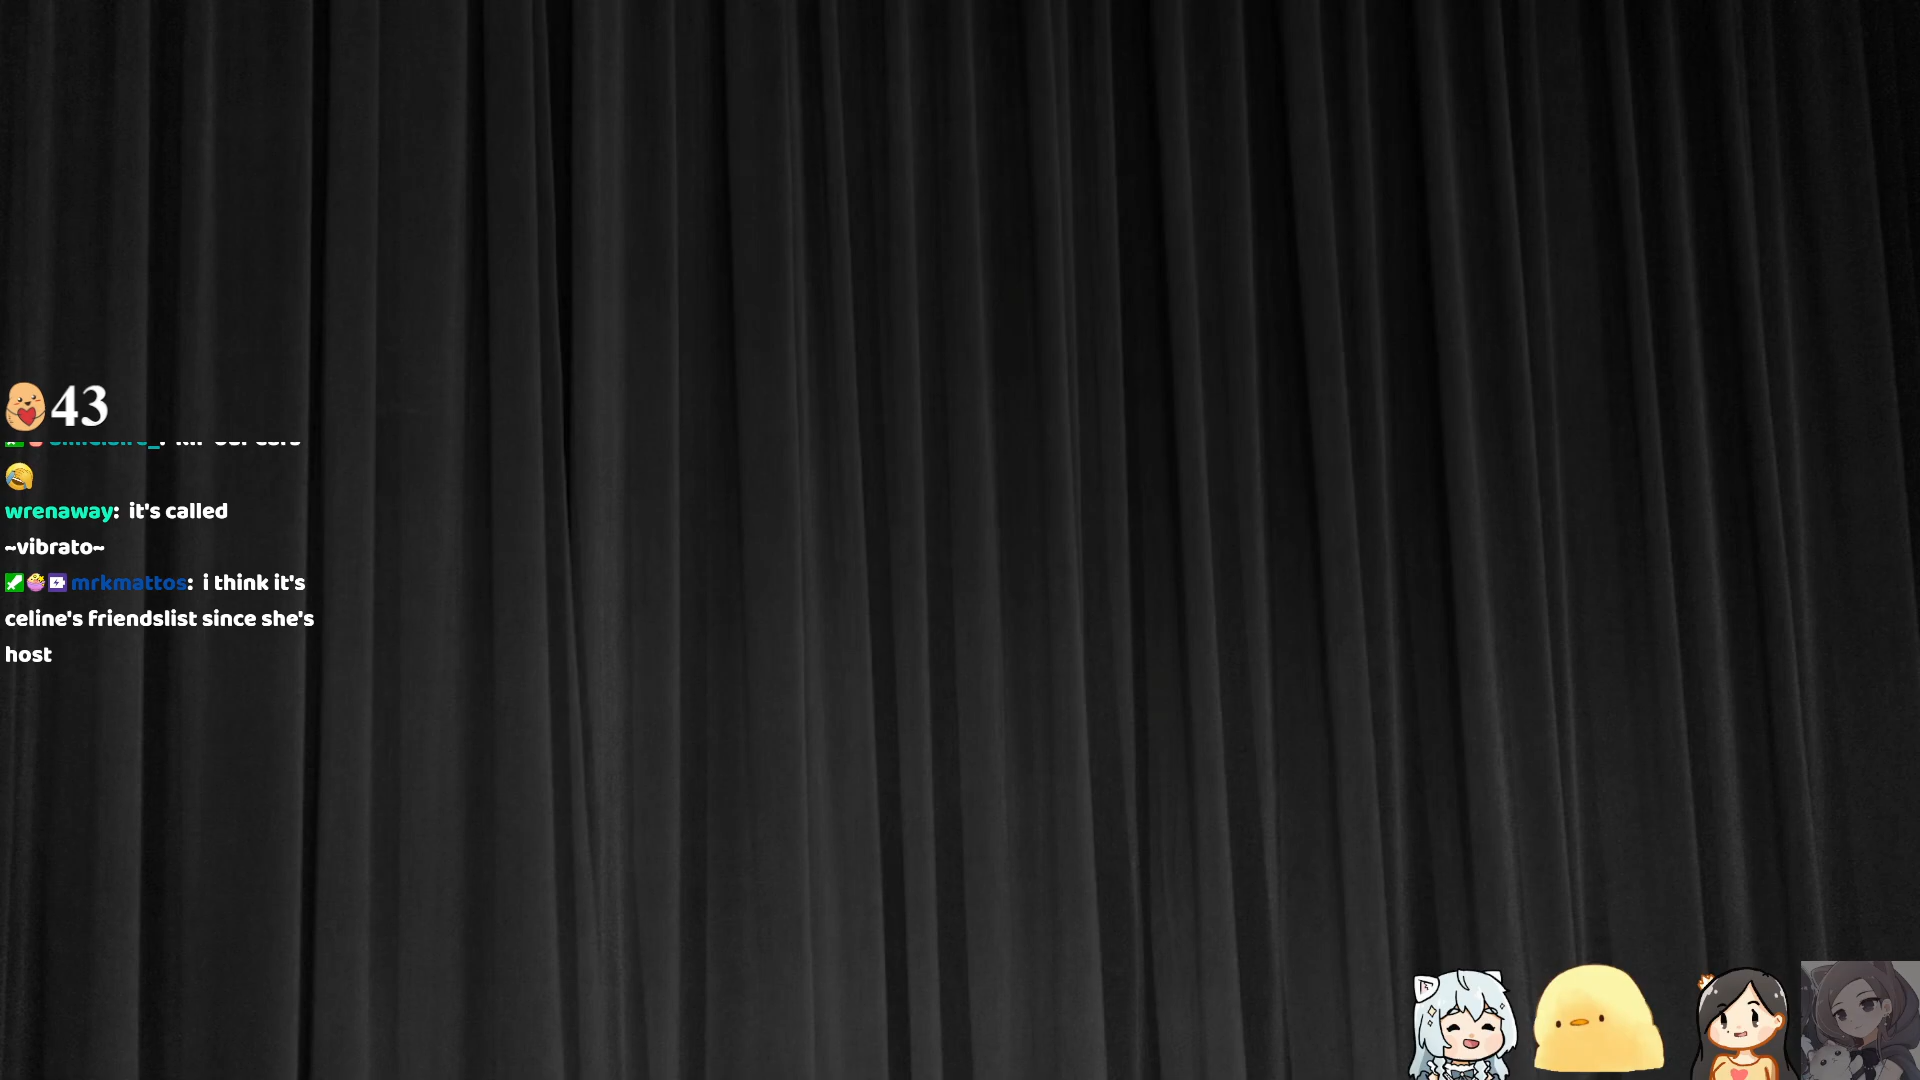 43
wrenaway: it's called
~vibrato~
mrkmattos: i think it's
celine's friendslist since she's
host